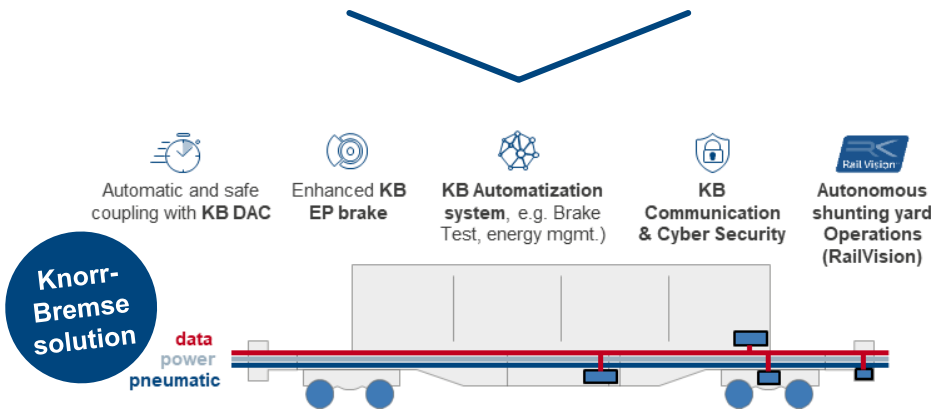 Automatic and safe
coupling with KB DAC
Enhanced KB
EP brake
KB Automatization
system, e.g. Brake
Test, energy mgmt.)
KB
Communication
& Cyber Security
Rail Vision
Autonomous
shunting yard
Operations
(RailVision)
Knorr-
Bremse
solution
data
power
pneumatic